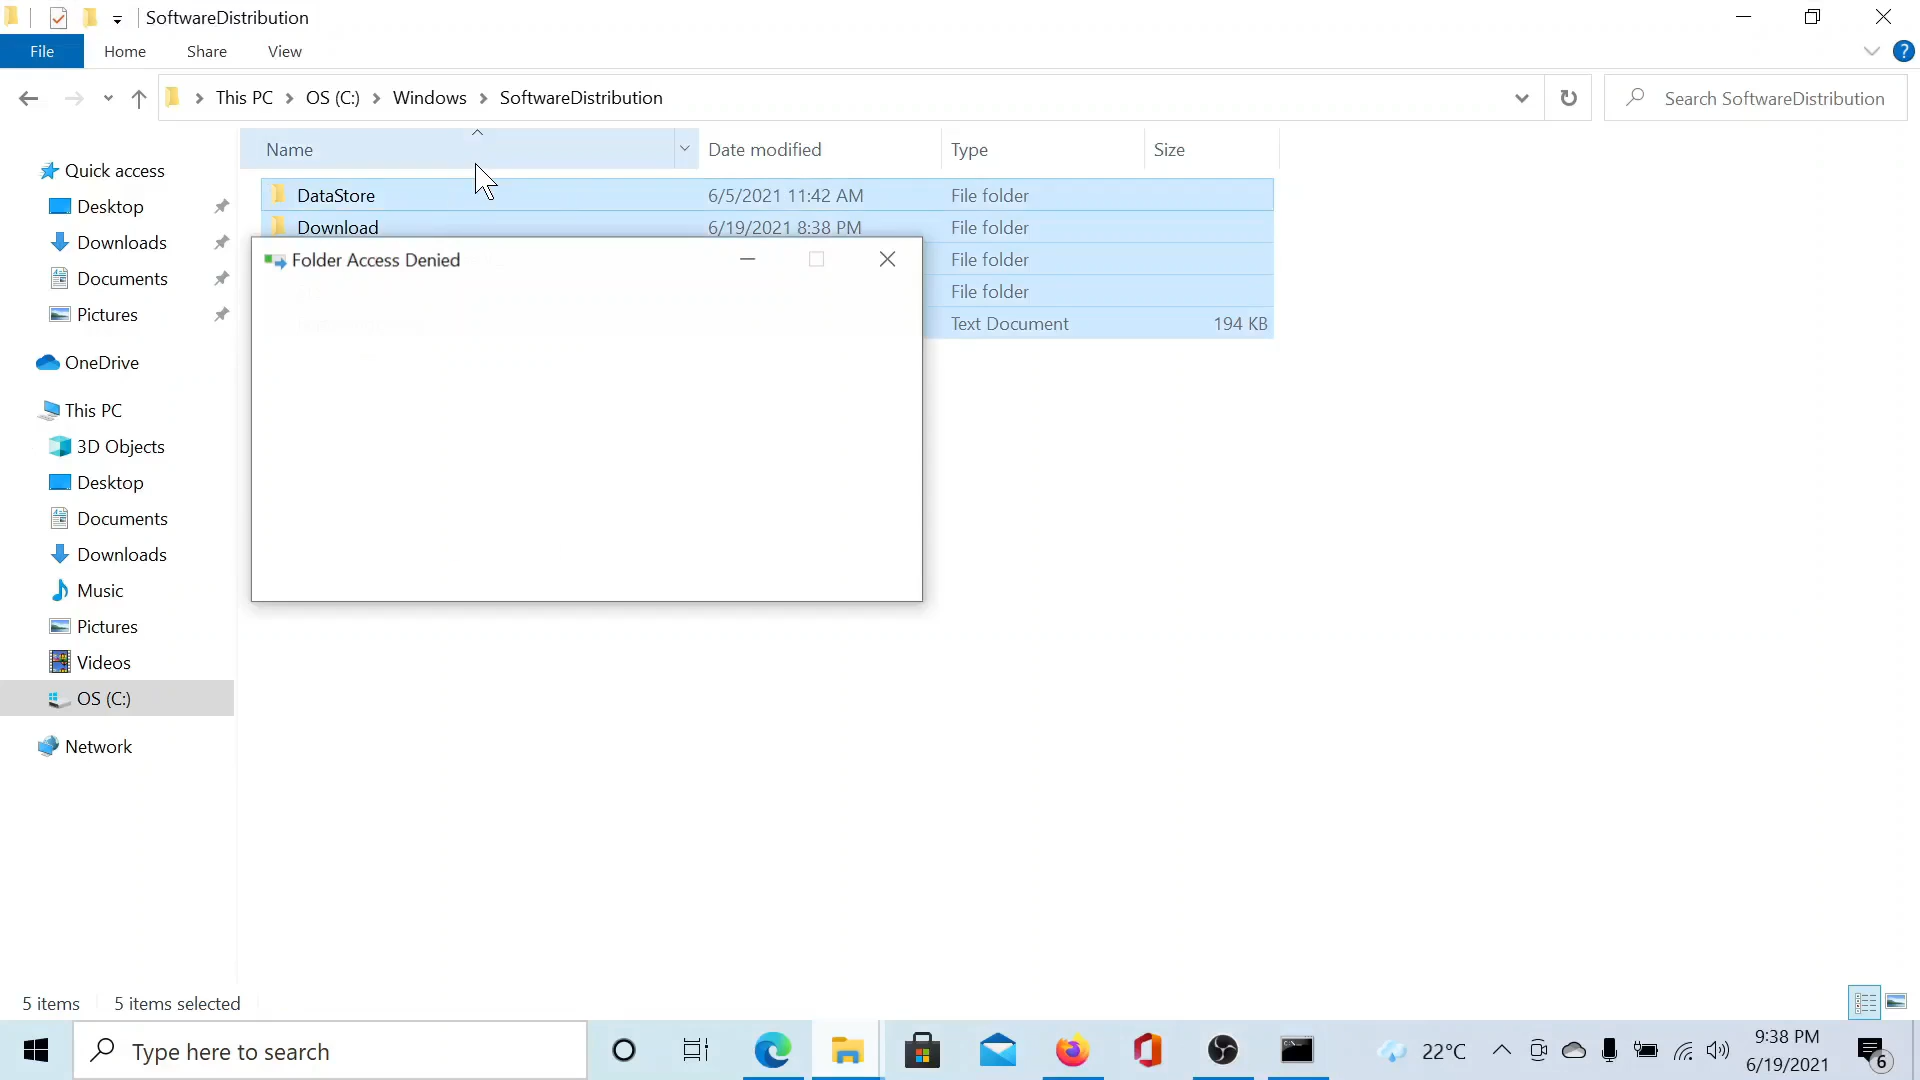 SoftwareDistribution
File Home Share View
This PC OS (C:) Windows SoftwareDistribution Search SoftwareDistribution
Name Date modified Type Size
Quick access
Desktop
Downloads
Documents
Pictures
OneDrive
This PC
3D Objects
Desktop
Documents
Downloads
Music
Pictures
Videos
OS (C:)
Network
DataStore 6/5/2021 11:42 AM File folder
Download 6/19/2021 8:38 PM File folder
File folder
File folder
Text Document 194 KB
Folder Access Denied
5 items 5 items selected
Type here to search
22°C
9:38 PM
6/19/2021
6